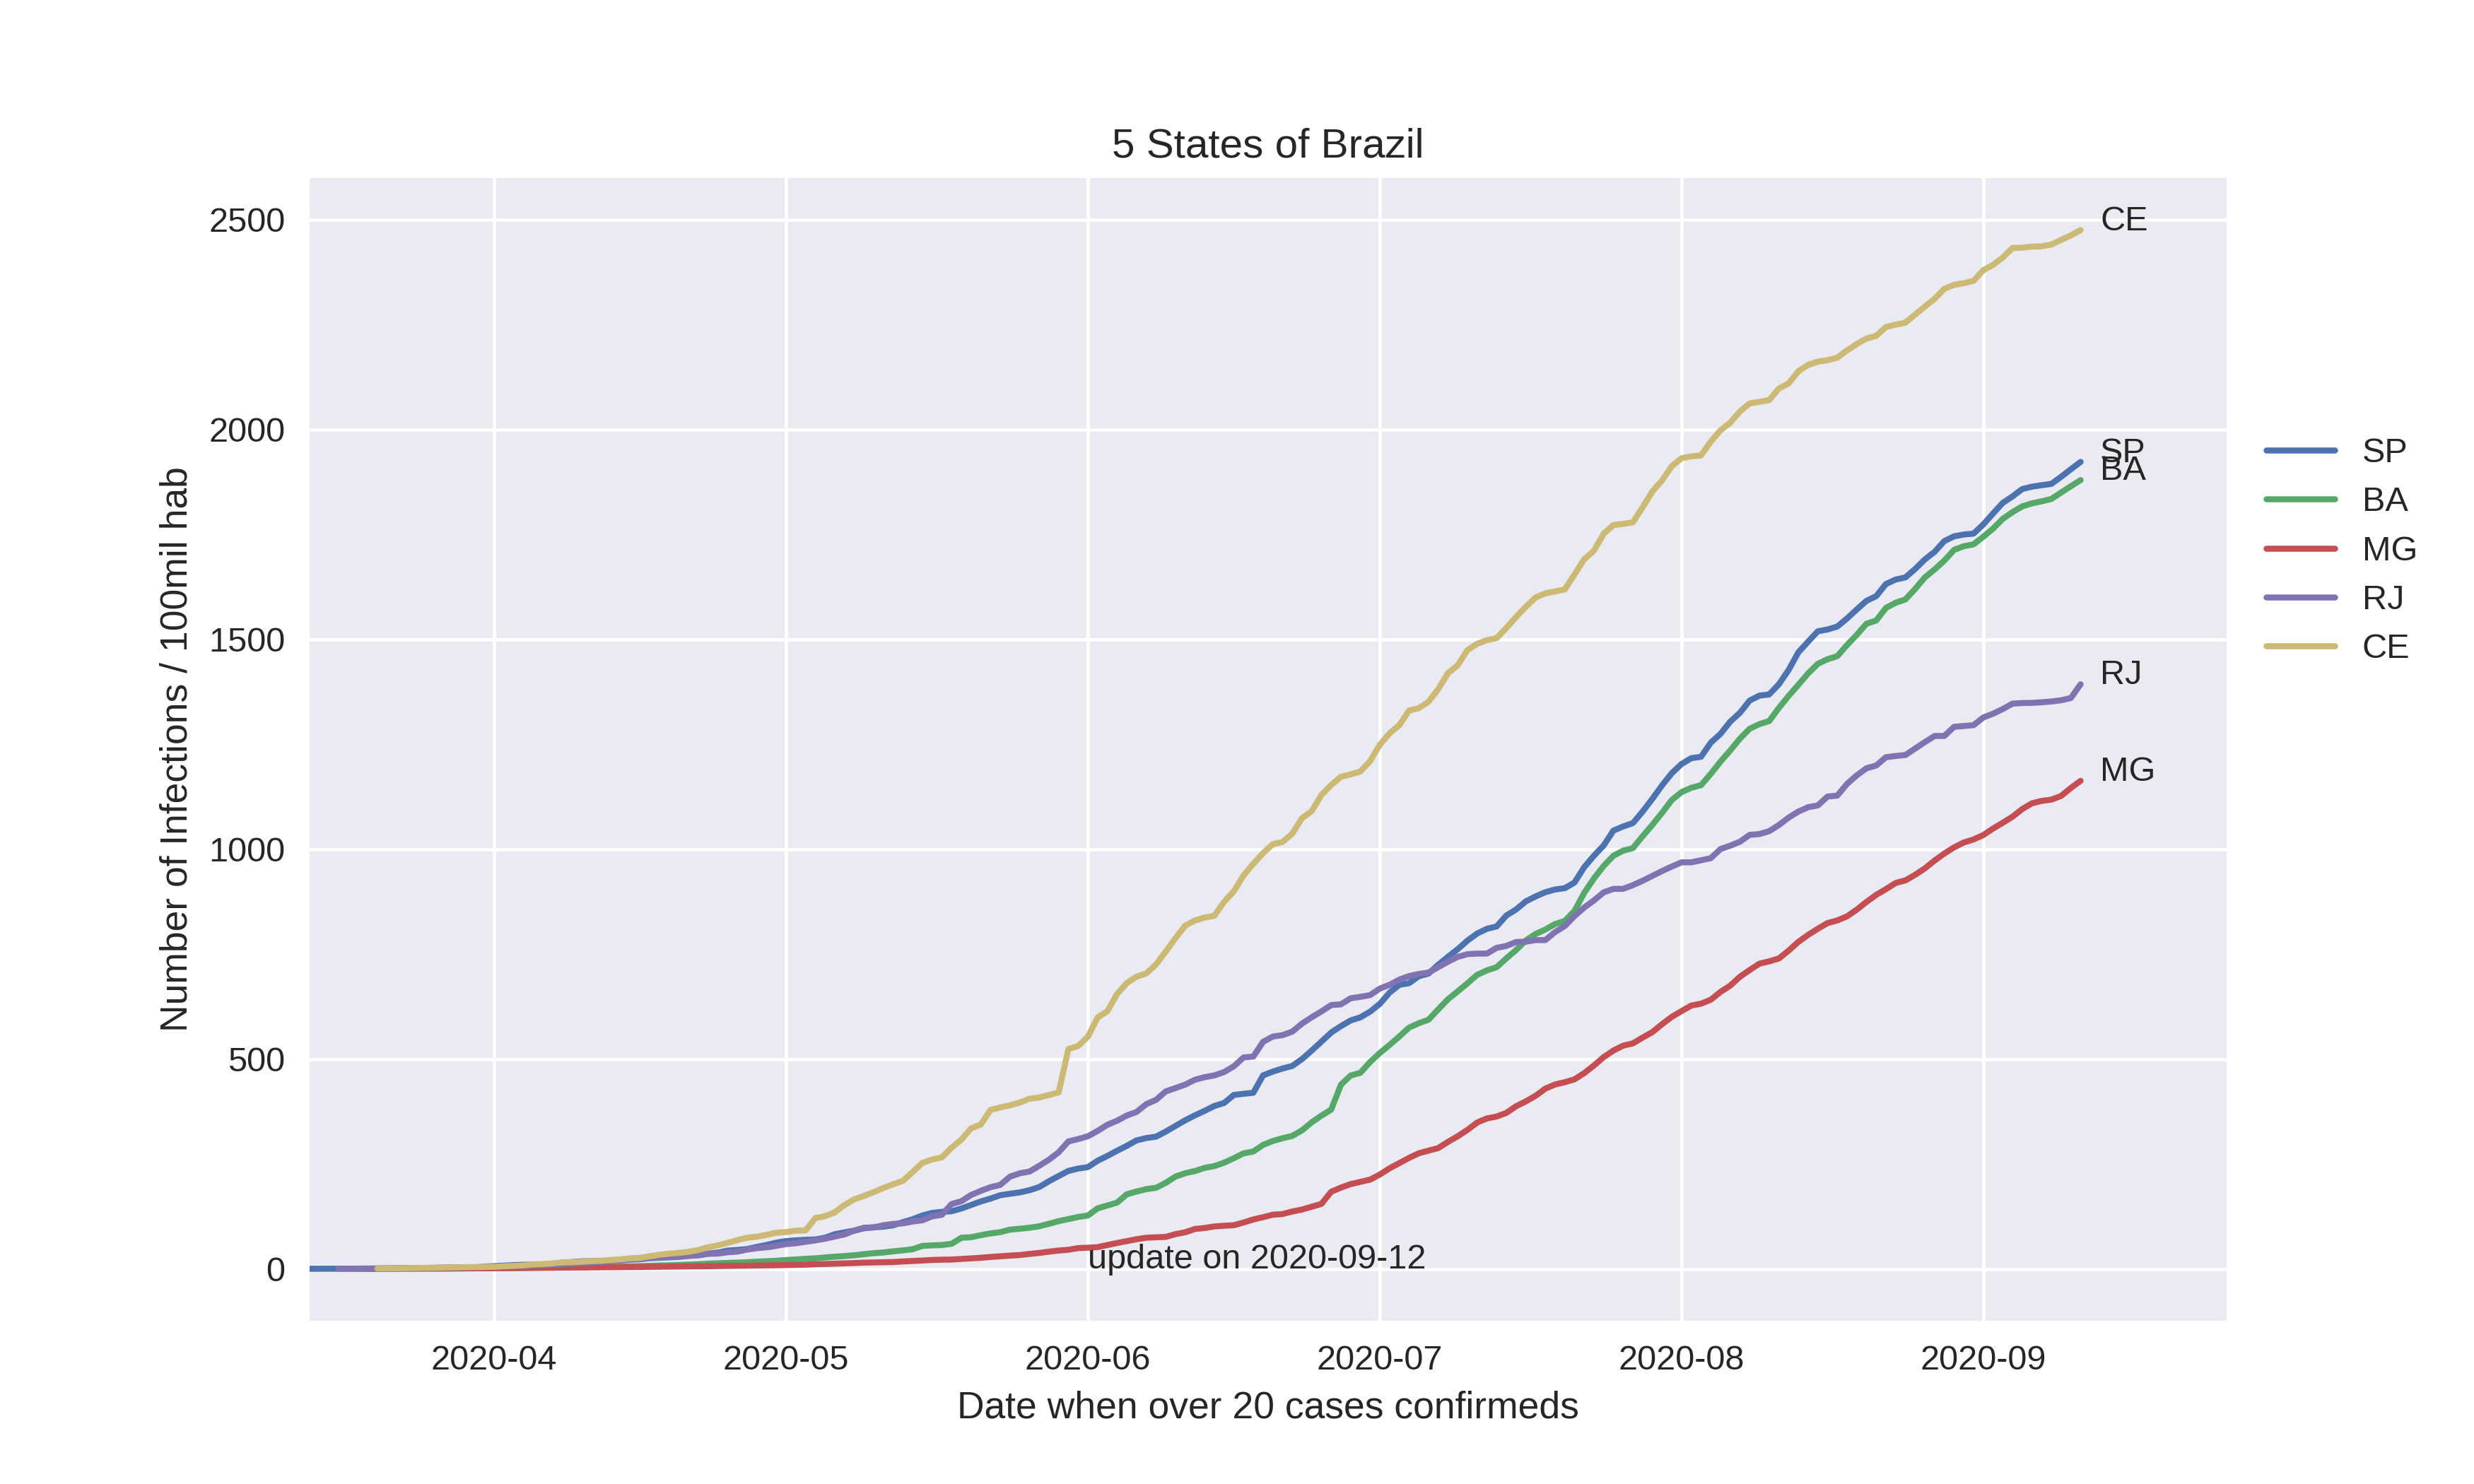 5 States of Brazil
Number of Infections / 100mil hab
2500
2000
1500
1000
500
0
CE
SP
BA
RJ
MG
SP
BA
MG
RJ
CE
update on 2020-09-12
2020-04 2020-05 2020-06 2020-07 2020-08 2020-09
Date when over 20 cases confirmeds